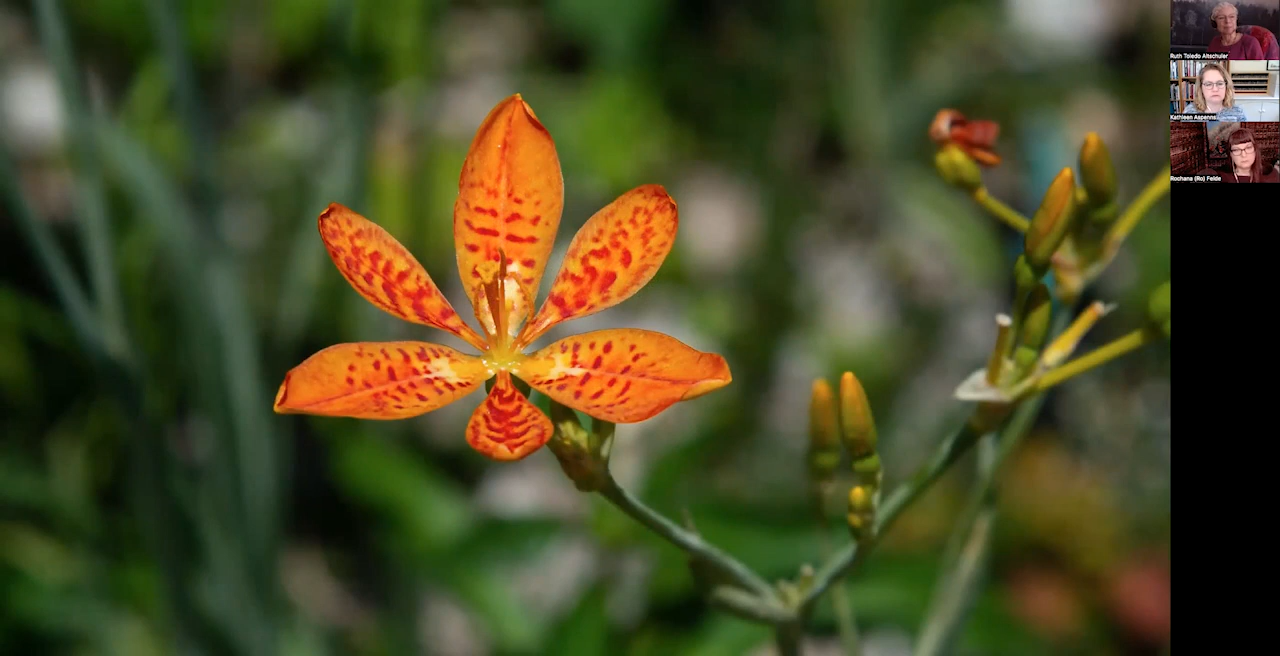 Ruth Toledo Altschuler
Kathleen Aspenns
Rochana (Ro) Felde